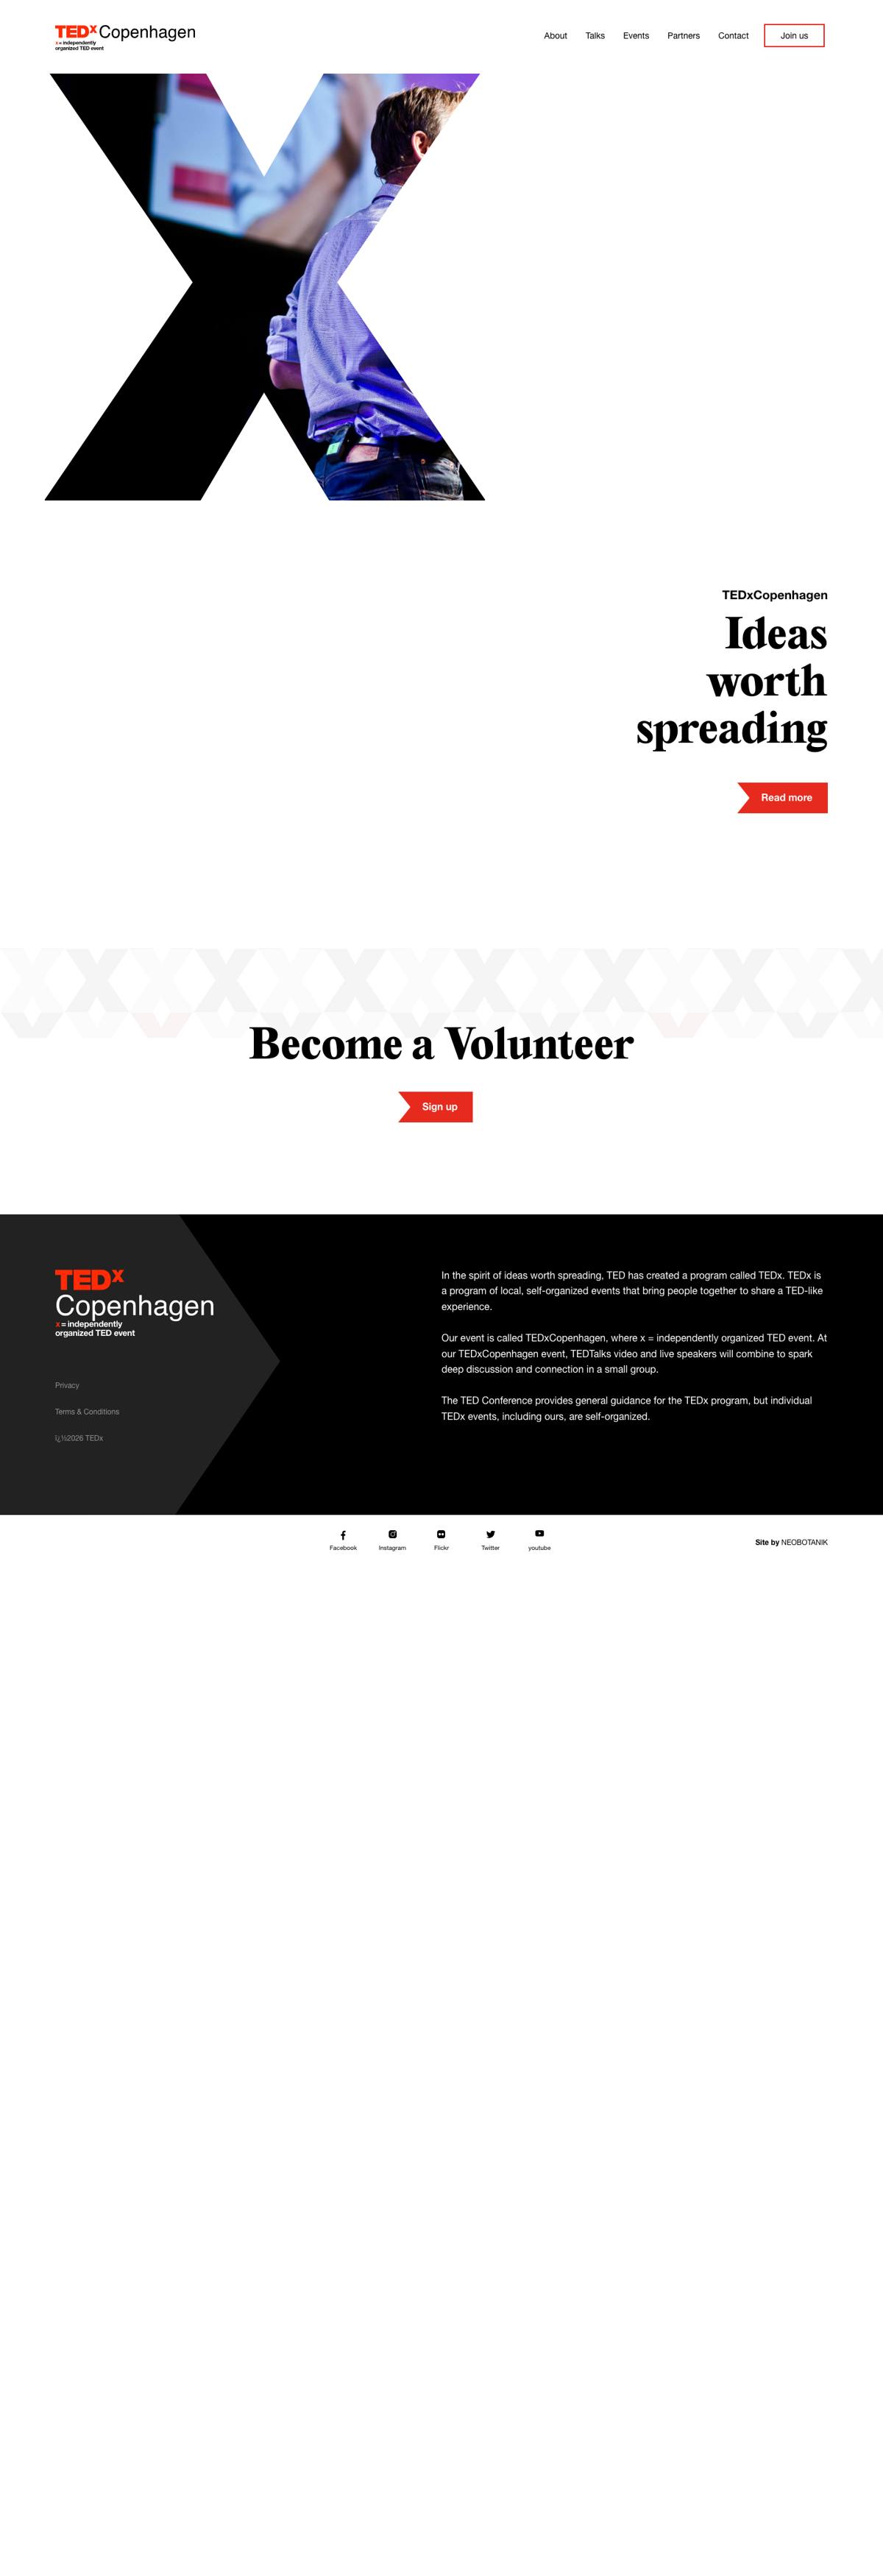 TEDx Copenhagen
x = independently
organized TED event
About Talks Events Partners Contact Join us
TEDxCopenhagen
Ideas
worth
spreading
Read more
Become a Volunteer
Sign up
TEDx
Copenhagen
x = independently
organized TED event
Privacy
Terms & Conditions
ï¿½2026 TEDx
In the spirit of ideas worth spreading, TED has created a program called TEDx. TEDx is
a program of local, self-organized events that bring people together to share a TED-like
experience.
Our event is called TEDxCopenhagen, where x = independently organized TED event. At
our TEDxCopenhagen event, TEDTalks video and live speakers will combine to spark
deep discussion and connection in a small group.
The TED Conference provides general guidance for the TEDx program, but individual
TEDx events, including ours, are self-organized.
Facebook Instagram Flickr Twitter youtube
Site by NEOBOTANIK